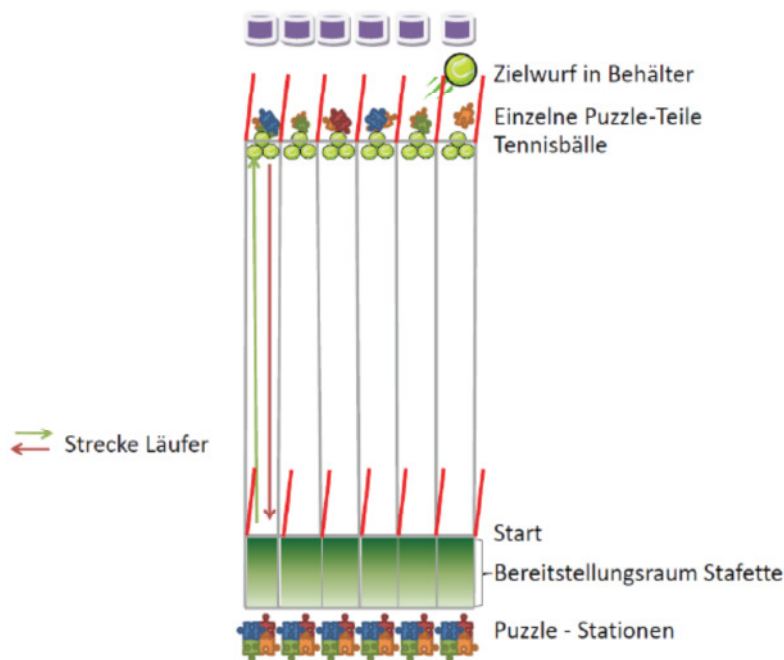 Zielwurf in Behälter
Einzelne Puzzle-Teile
Tennisbälle
Strecke Läufer
Start
Bereitstellungsraum Stafette
Puzzle - Stationen